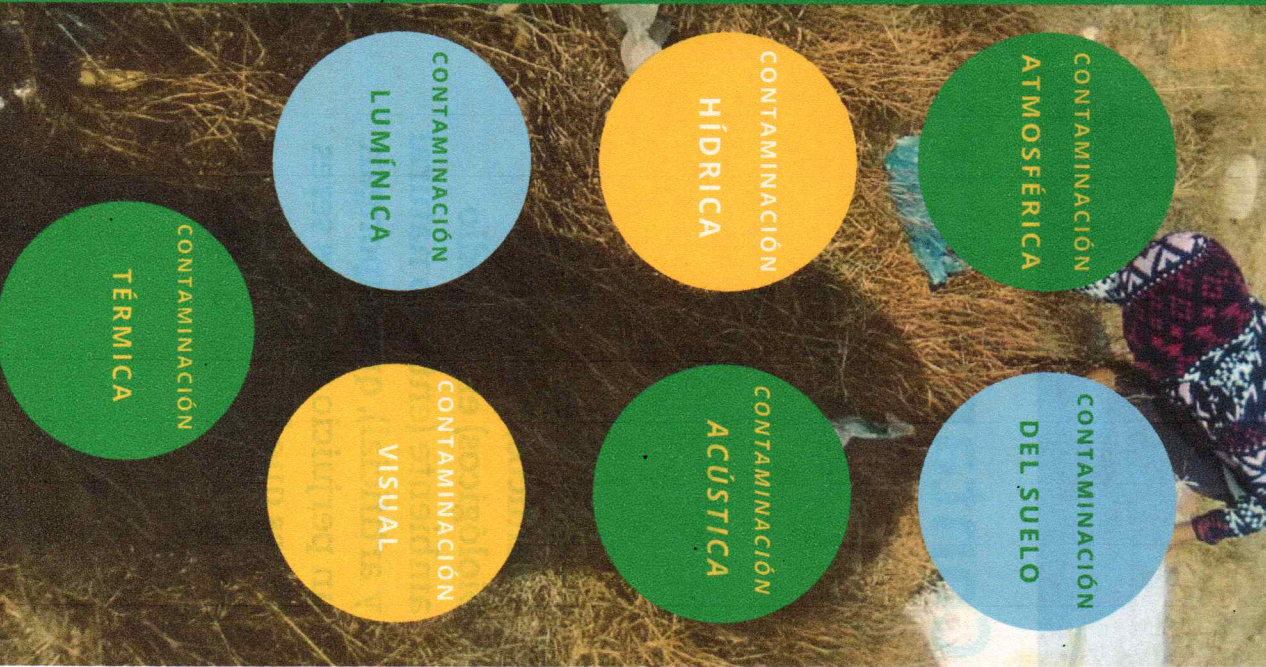 CONTAMINACIÓN
ATMOSFÉRICA
CONTAMINACIÓN
DEL SUELO
CONTAMINACIÓN
HÍDRICA
CONTAMINACIÓN
ACÚSTICA
CONTAMINACIÓN
LUMÍNICA
CONTAMINACIÓN
VISUAL
CONTAMINACIÓN
TÉRMICA